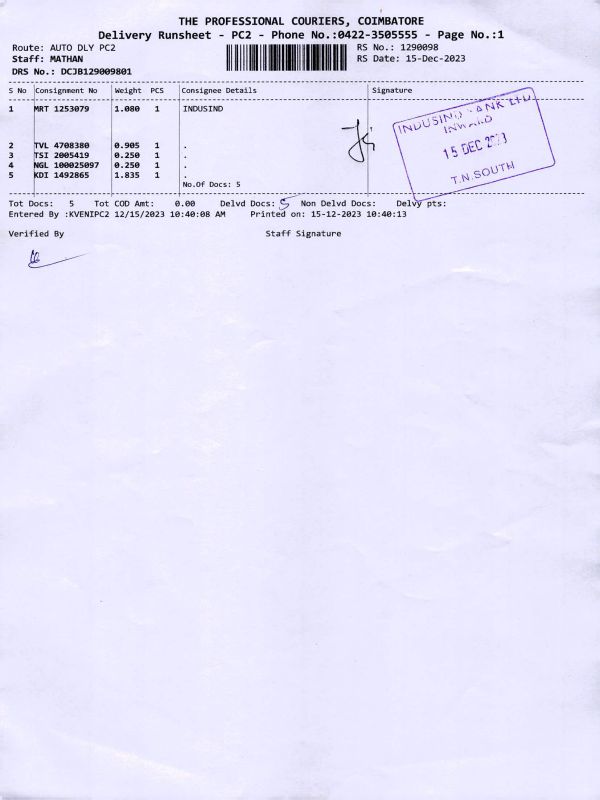 THE PROFESSIONAL COURIERS, COIMBATORE
Delivery Runsheet - PC2 - Phone No.:0422-3505555 - Page No.:1
Route: AUTO DLY PC2 RS No.: 1290098
Staff: MATHAN RS Date: 15-Dec-2023
DRS No.: DCJB129009801
S No Consignment No Weight PCS Consignee Details Signature
1 MRT 1253079 1.080 1 INDUSIND
INDUSIND BANK LTD
INWARD
15 DEC 2023
T.N.SOUTH
2 TVL 4708380 0.905 1 .
3 TSI 2005419 0.250 1 .
4 NGL 100025097 0.250 1 .
5 KDI 1492865 1.835 1 .
No.Of Docs: 5
Tot Docs: 5 Tot COD Amt: 0.00 Delvd Docs: 5 Non Delvd Docs: Delvy pts:
Entered By :KVENIPC2 12/15/2023 10:40:08 AM Printed on: 15-12-2023 10:40:13
Verified By Staff Signature